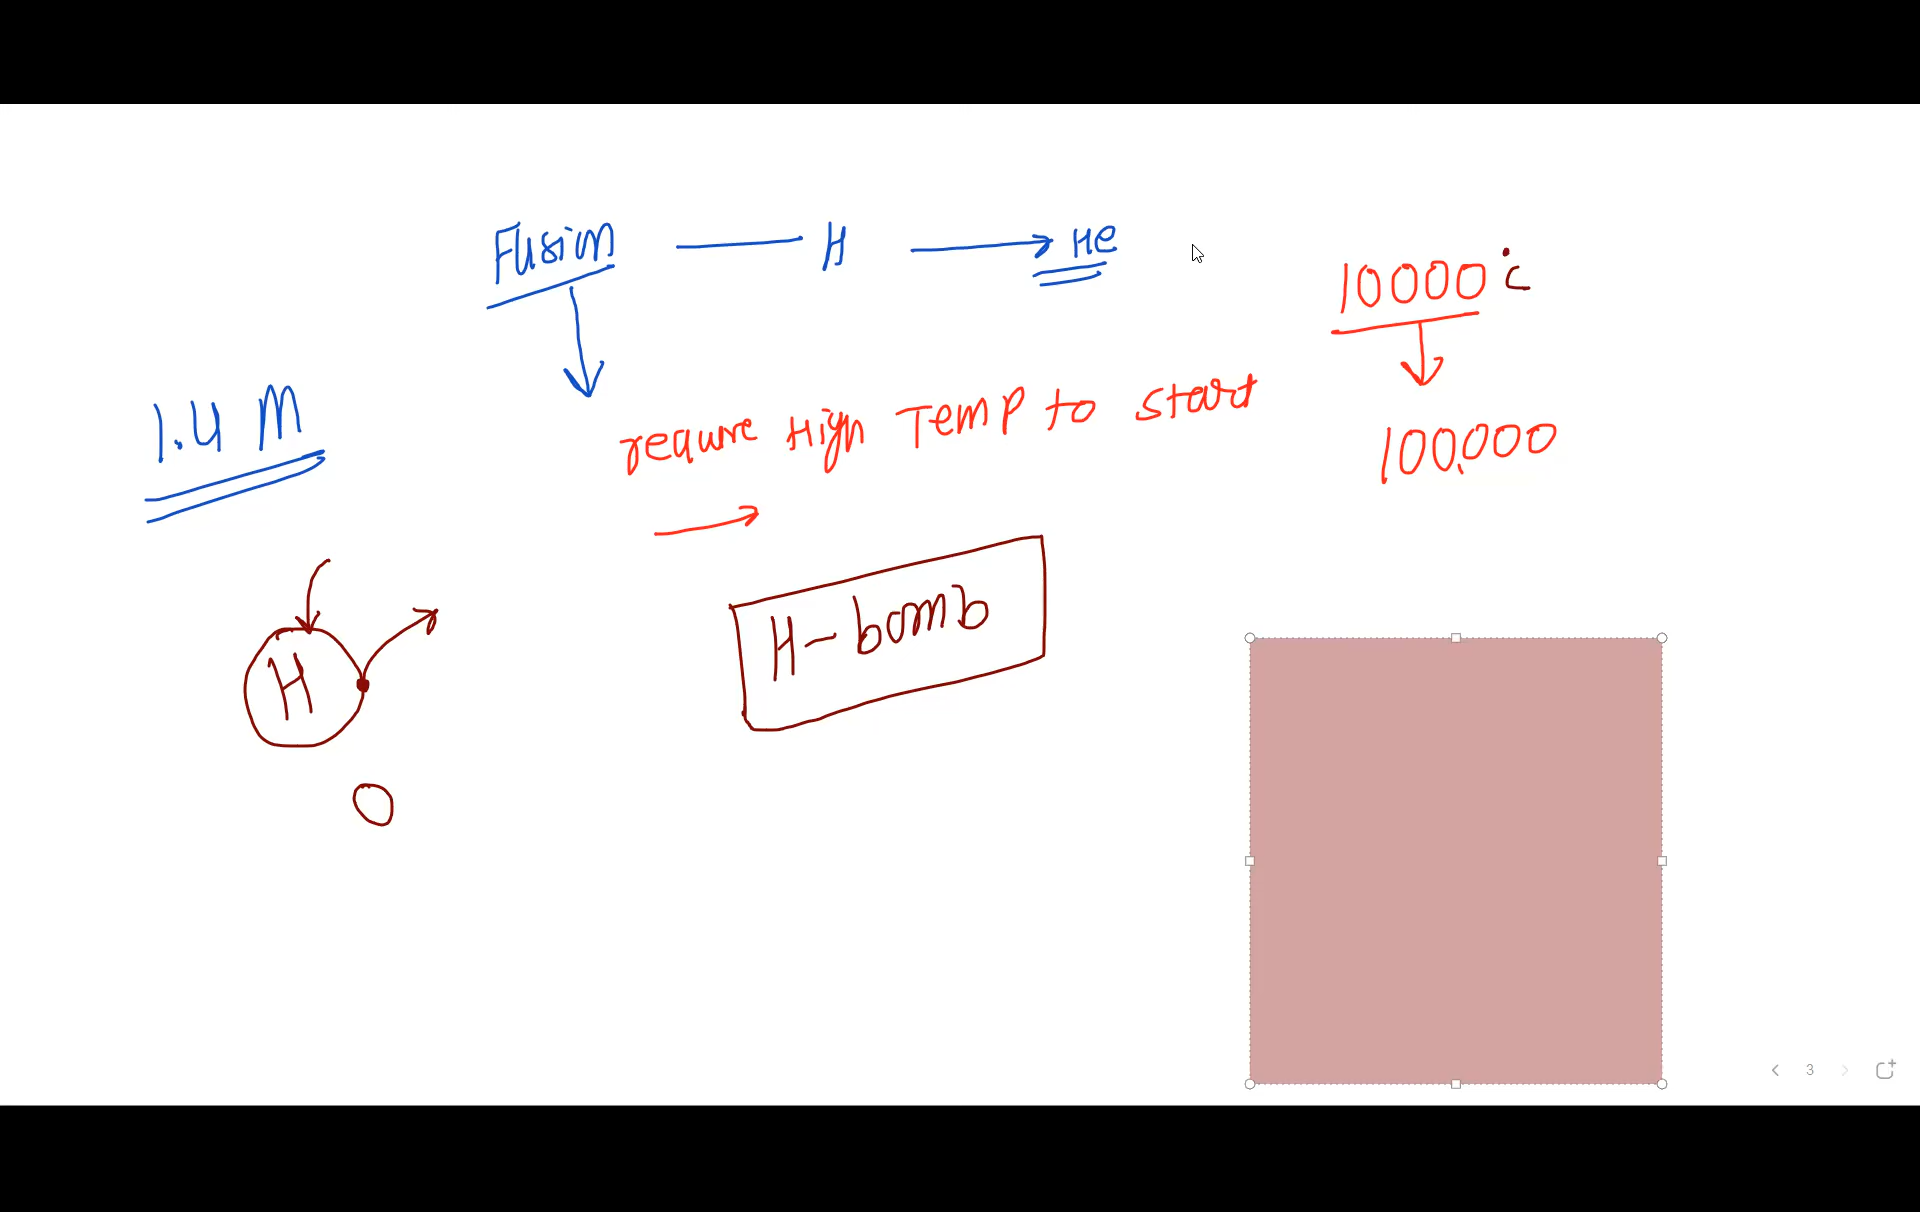 Fusion — H → He
10000°C
1.4 M
require High Temp to start
100,000
→
H-bomb
H
3